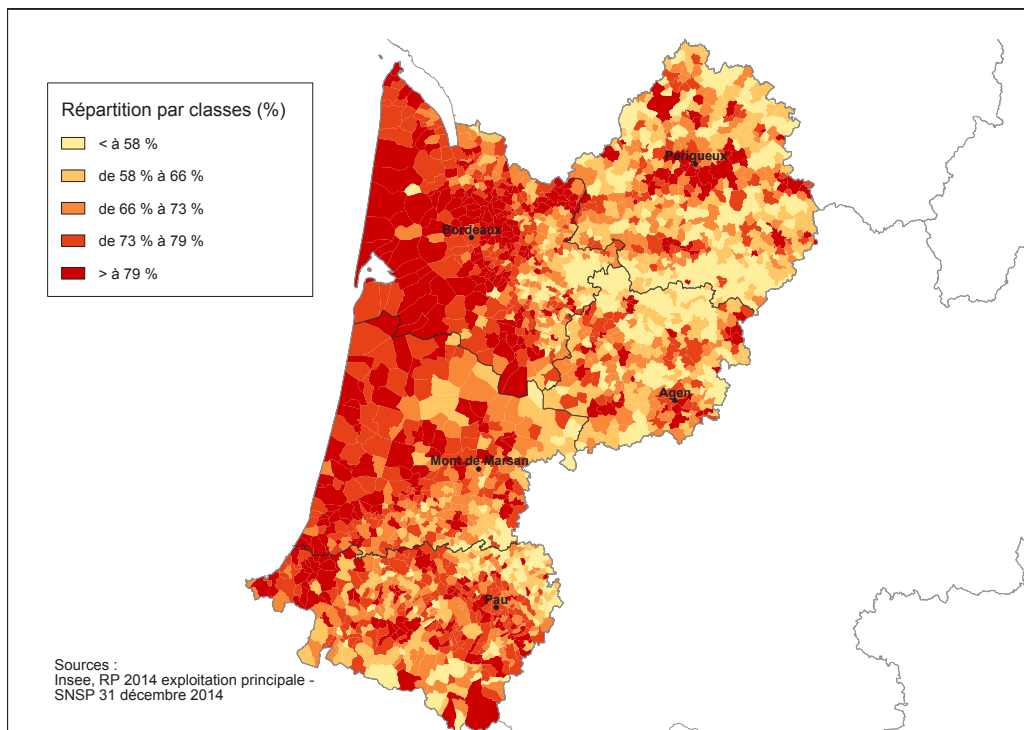 Répartition par classes (%)
< à 58 %
de 58 % à 66 %
de 66 % à 73 %
de 73 % à 79 %
> à 79 %
Périgueux
Bordeaux
Agen
Mont de Marsan
Pau
Sources :
Insee, RP 2014 exploitation principale -
SNSP 31 décembre 2014